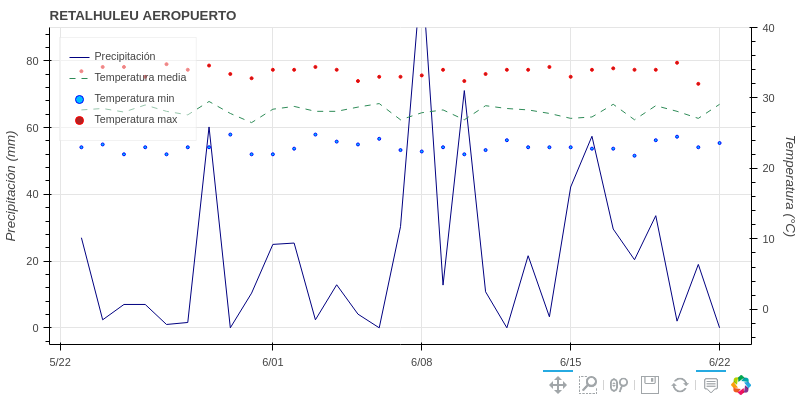 RETALHULEU AEROPUERTO
Precipitación
Temperatura media
Temperatura min
Temperatura max
Precipitación (mm)
80
60
40
20
0
40
30
20
10
0
Temperatura (°C)
5/22
6/01
6/08
6/15
6/22